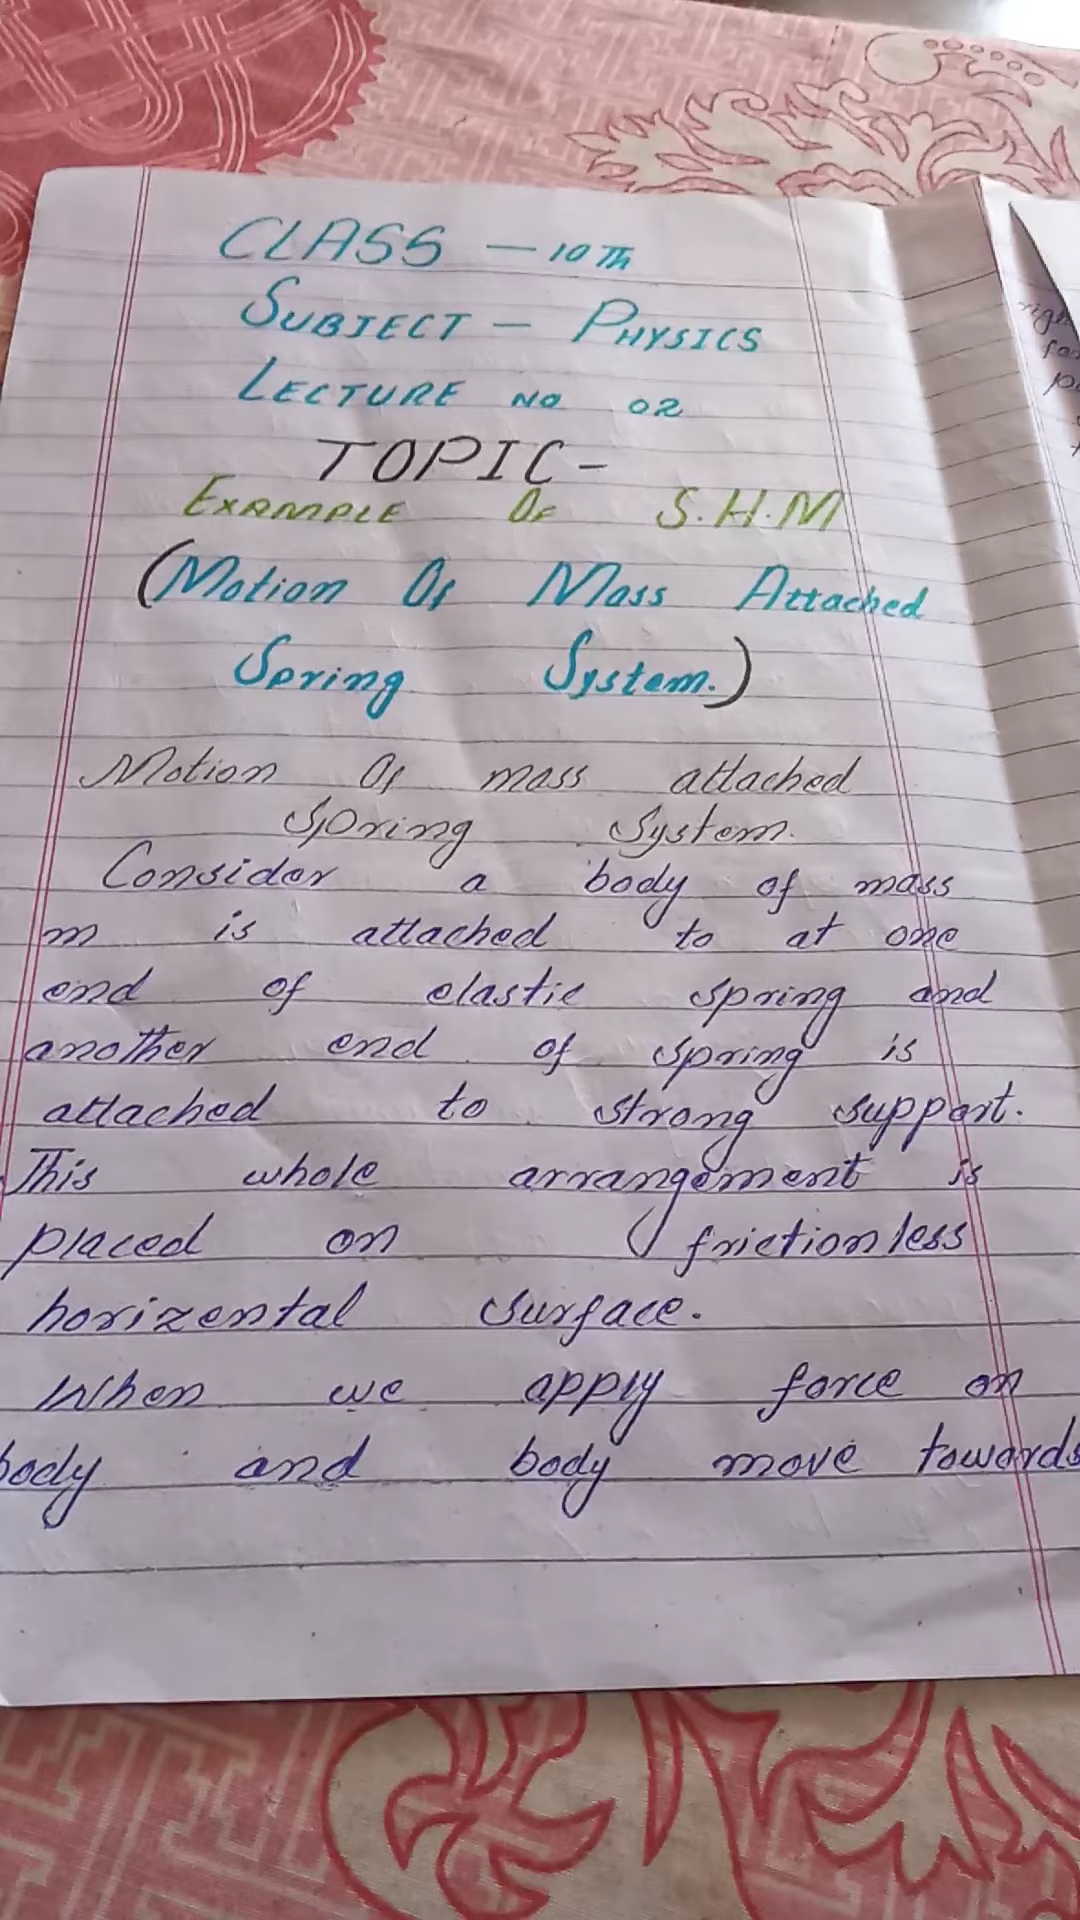 CLASS - 10TH
SUBJECT - PHYSICS
LECTURE NO 02
TOPIC -
EXAMPLE OF S.H.M
(Motion Of Mass Attached
Spring System.)
Motion Of mass attached
Spring System.
Consider a body of mass
m is attached to at one
end of elastic spring and
another end of spring is
attached to strong support.
This whole arrangement is
placed on frictionless
horizental surface.
When we apply force on
body and body move towards